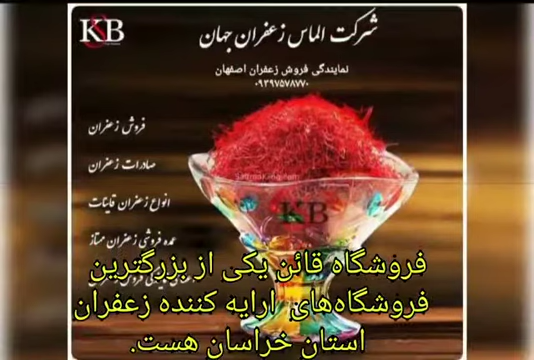 KB
شرکت الماس زعفران جهان
نمایندگی فروش زعفران اصفهان
۰۹۳۹۷۵۷۸۷۷۰
فروش زعفران
صادرات زعفران
انواع زعفران قائنات
عمده فروشی زعفران ممتاز
KB
فروشگاه قائن یکی از بزرگترین
فروشگاه‌های ارایه کننده زعفران
استان خراسان هست.